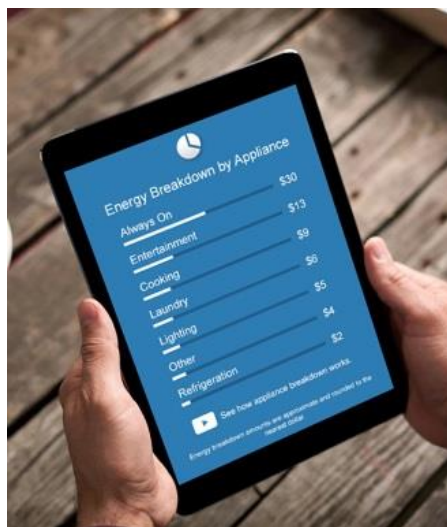 Energy Breakdown by Appliance
Always On $30
Entertainment $13
Cooking $9
Laundry $6
Lighting $5
Other $4
Refrigeration $2
See how appliance breakdown works.
Energy breakdown amounts are approximate and rounded to the
nearest dollar